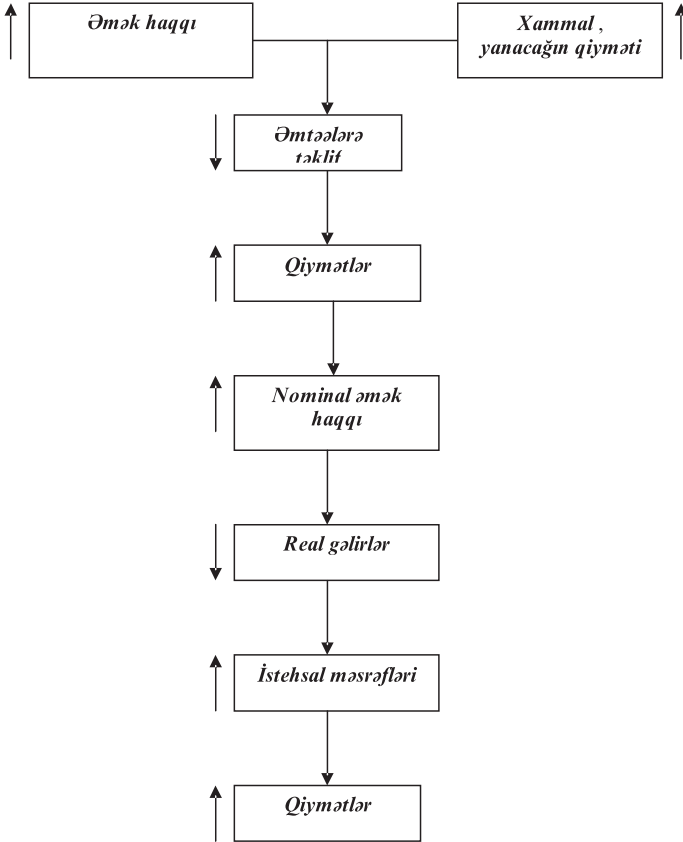 Əmək haqqı
Xammal ,
yanacağın qiyməti
Əmtəələrə
təklif
Qiymətlər
Nominal əmək
haqqı
Real gəlirlər
İstehsal məsrəfləri
Qiymətlər